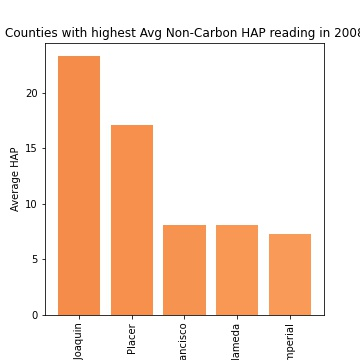 Counties with highest Avg Non-Carbon HAP reading in 2008
Average HAP
20
15
10
5
0
Joaquin
Placer
ancisco
lameda
mperial